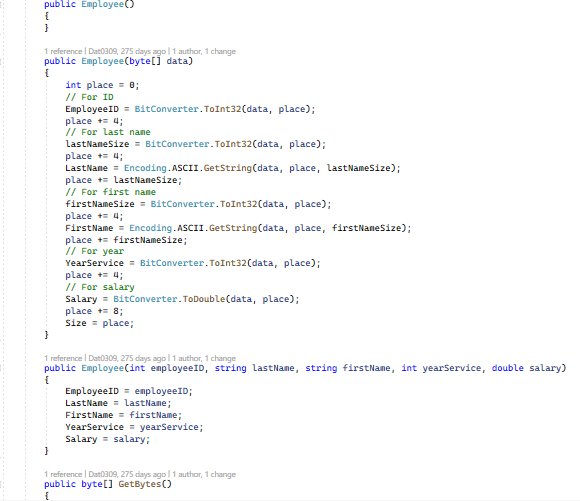 public Employee()
{
}
1 reference | Dat0309, 275 days ago | 1 author, 1 change
public Employee(byte[] data)
{
int place = 0;
// For ID
EmployeeID = BitConverter.ToInt32(data, place);
place += 4;
// For last name
lastNameSize = BitConverter.ToInt32(data, place);
place += 4;
LastName = Encoding.ASCII.GetString(data, place, lastNameSize);
place += lastNameSize;
// For first name
firstNameSize = BitConverter.ToInt32(data, place);
place += 4;
FirstName = Encoding.ASCII.GetString(data, place, firstNameSize);
place += firstNameSize;
// For year
YearService = BitConverter.ToInt32(data, place);
place += 4;
// For salary
Salary = BitConverter.ToDouble(data, place);
place += 8;
Size = place;
}
1 reference | Dat0309, 275 days ago | 1 author, 1 change
public Employee(int employeeID, string lastName, string firstName, int yearService, double salary)
{
EmployeeID = employeeID;
LastName = lastName;
FirstName = firstName;
YearService = yearService;
Salary = salary;
}
1 reference | Dat0309, 275 days ago | 1 author, 1 change
public byte[] GetBytes()
{